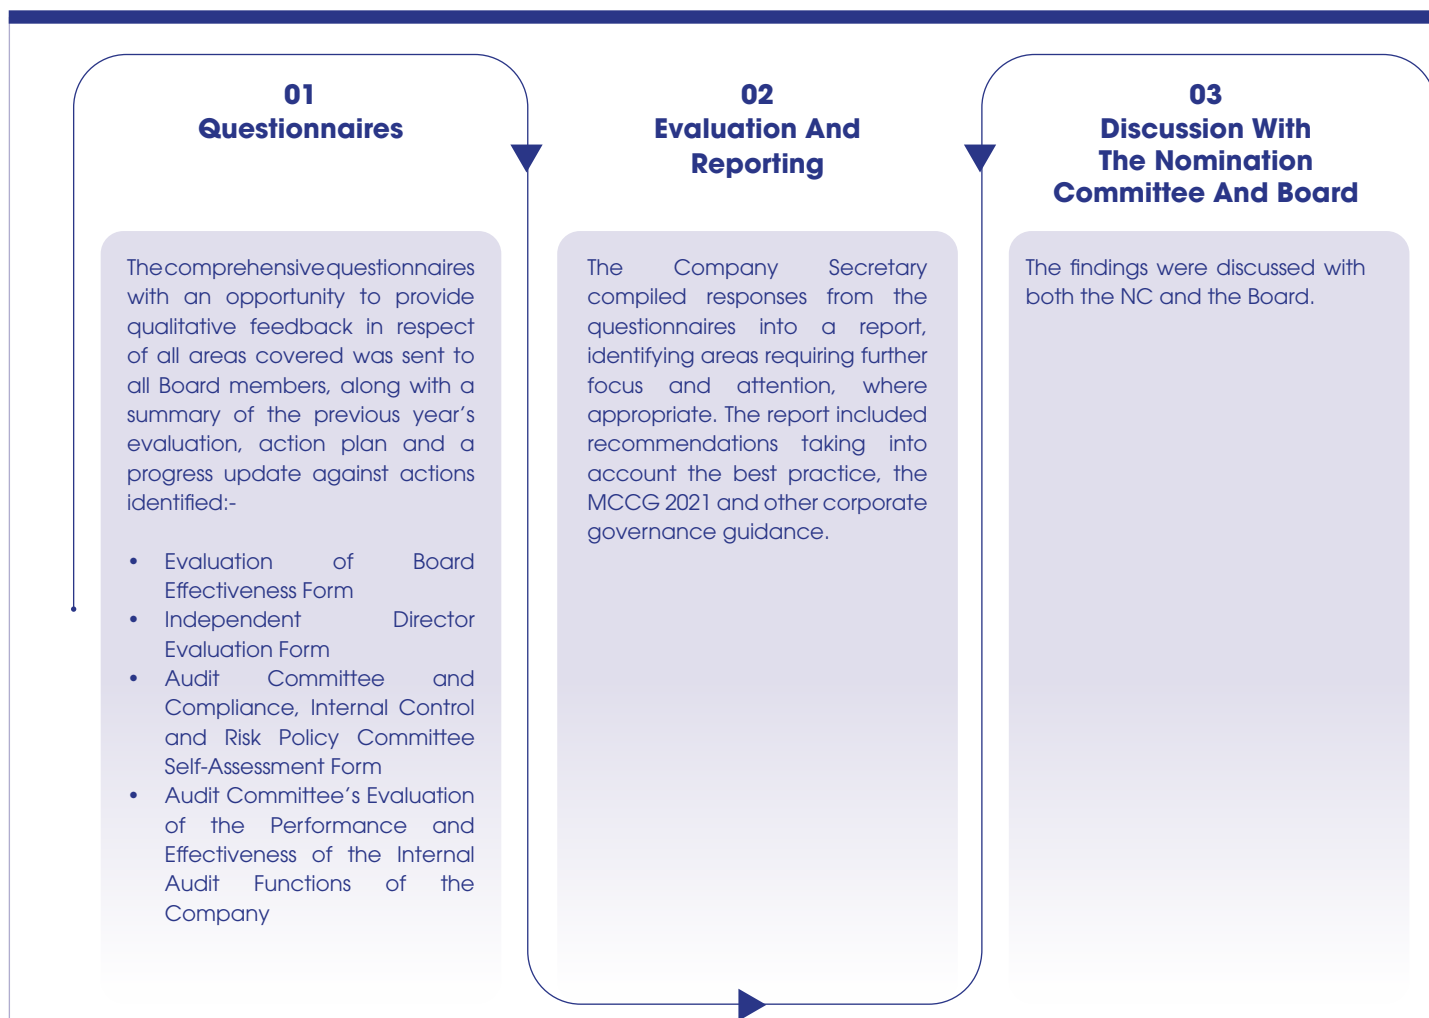 01
Questionnaires
The comprehensive questionnaires
with an opportunity to provide
qualitative feedback in respect
of all areas covered was sent to
all Board members, along with a
summary of the previous year’s
evaluation, action plan and a
progress update against actions
identified:-
• Evaluation of Board
Effectiveness Form
• Independent Director
Evaluation Form
• Audit Committee and
Compliance, Internal Control
and Risk Policy Committee
Self-Assessment Form
• Audit Committee’s Evaluation
of the Performance and
Effectiveness of the Internal
Audit Functions of the
Company
02
Evaluation And
Reporting
The Company Secretary
compiled responses from the
questionnaires into a report,
identifying areas requiring further
focus and attention, where
appropriate. The report included
recommendations taking into
account the best practice, the
MCCG 2021 and other corporate
governance guidance.
03
Discussion With
The Nomination
Committee And Board
The findings were discussed with
both the NC and the Board.